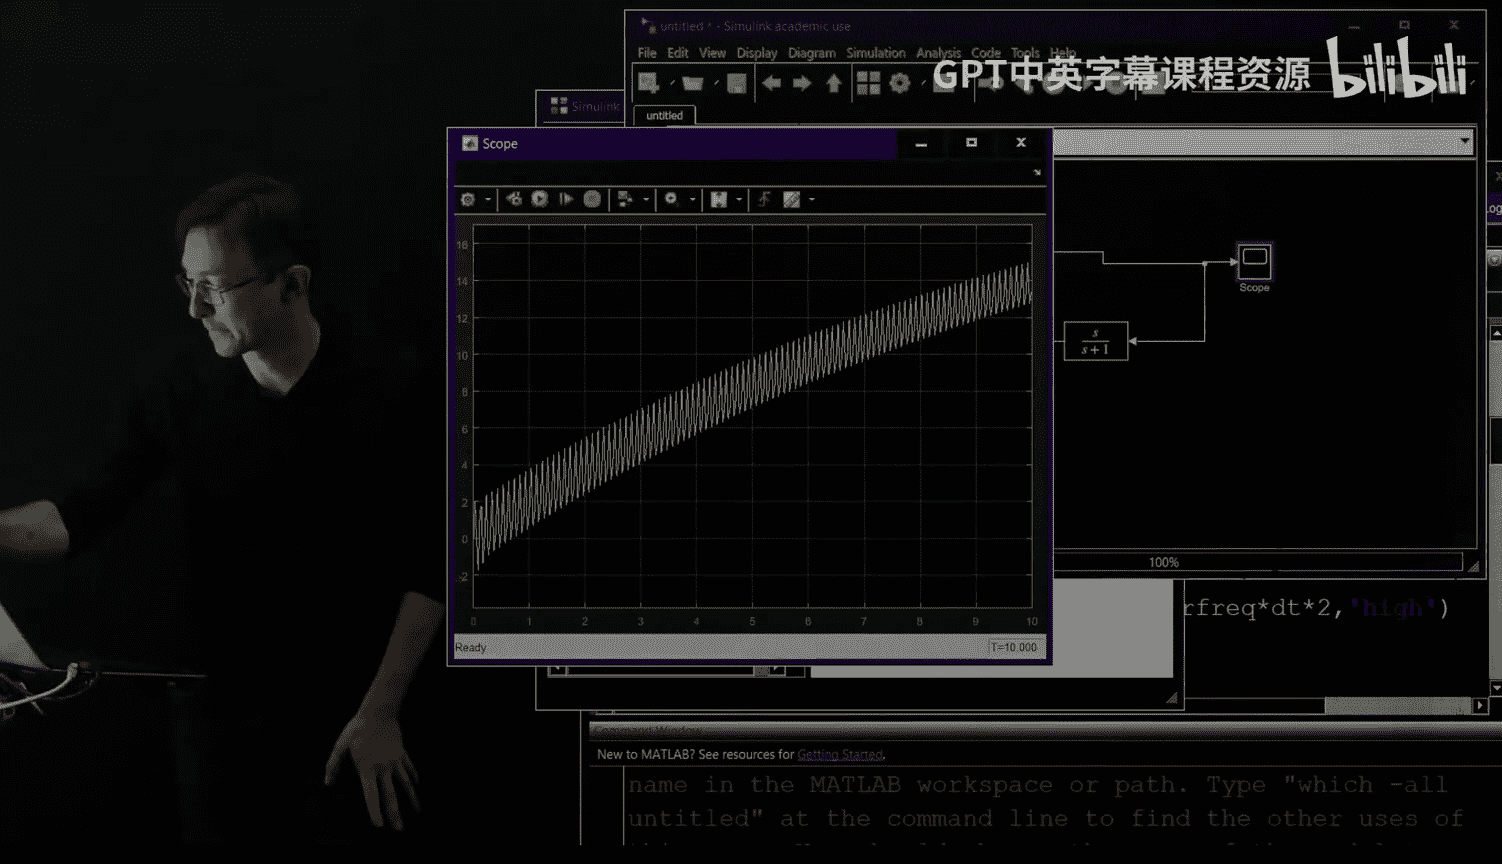 untitled * - Simulink academic use
File Edit View Display Diagram Simulation Analysis Code Tools Help
GPT中英字幕课程资源 bilibili
Simulink
untitled
Scope
16
14
12
10
8
6
4
2
0
-2
0 1 2 3 4 5 6 7 8 9 10
Ready T=10.000
Scope
s
s+1
100%
rfreq*dt*2,'high')
Command Window
New to MATLAB? See resources for Getting Started.
name in the MATLAB workspace or path. Type "which -all
untitled" at the command line to find the other uses of